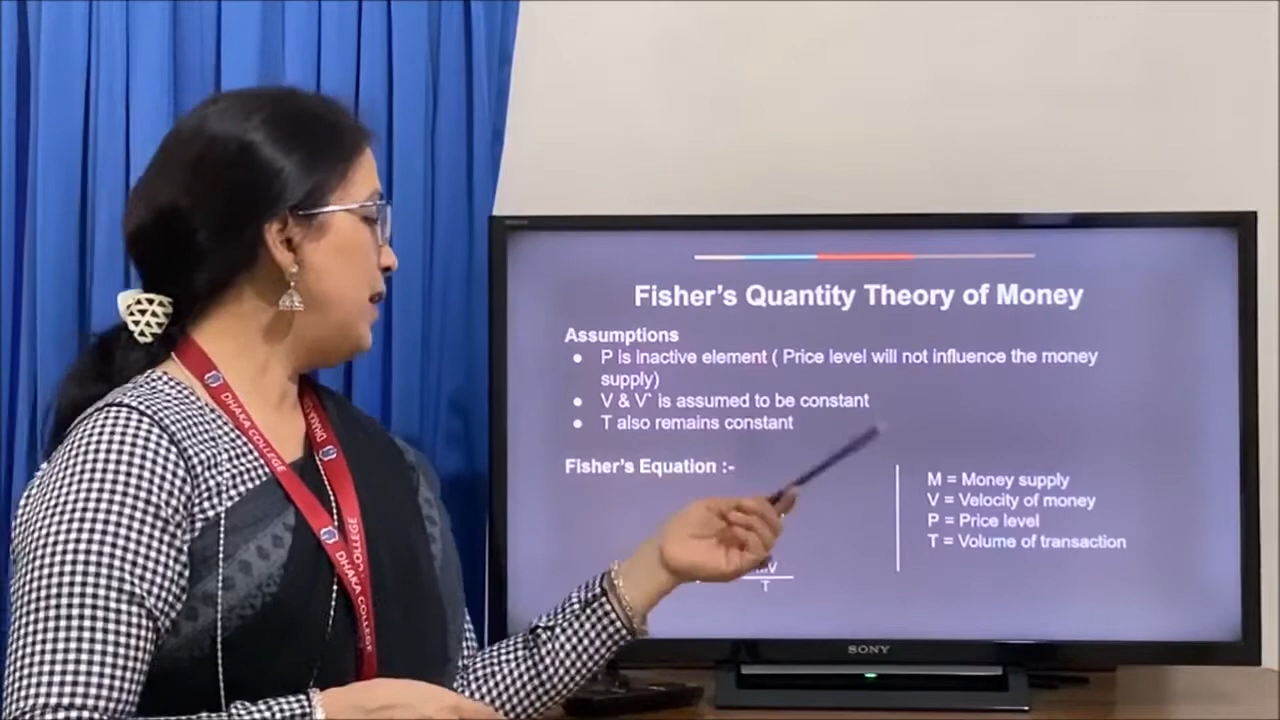 Fisher's Quantity Theory of Money
Assumptions
● P is inactive element ( Price level will not influence the money
supply)
● V & V` is assumed to be constant
● T also remains constant
Fisher's Equation :-
M = Money supply
V = Velocity of money
P = Price level
T = Volume of transaction
T
SONY
DHAKA COLLEGE
DHAKA COLLEGE